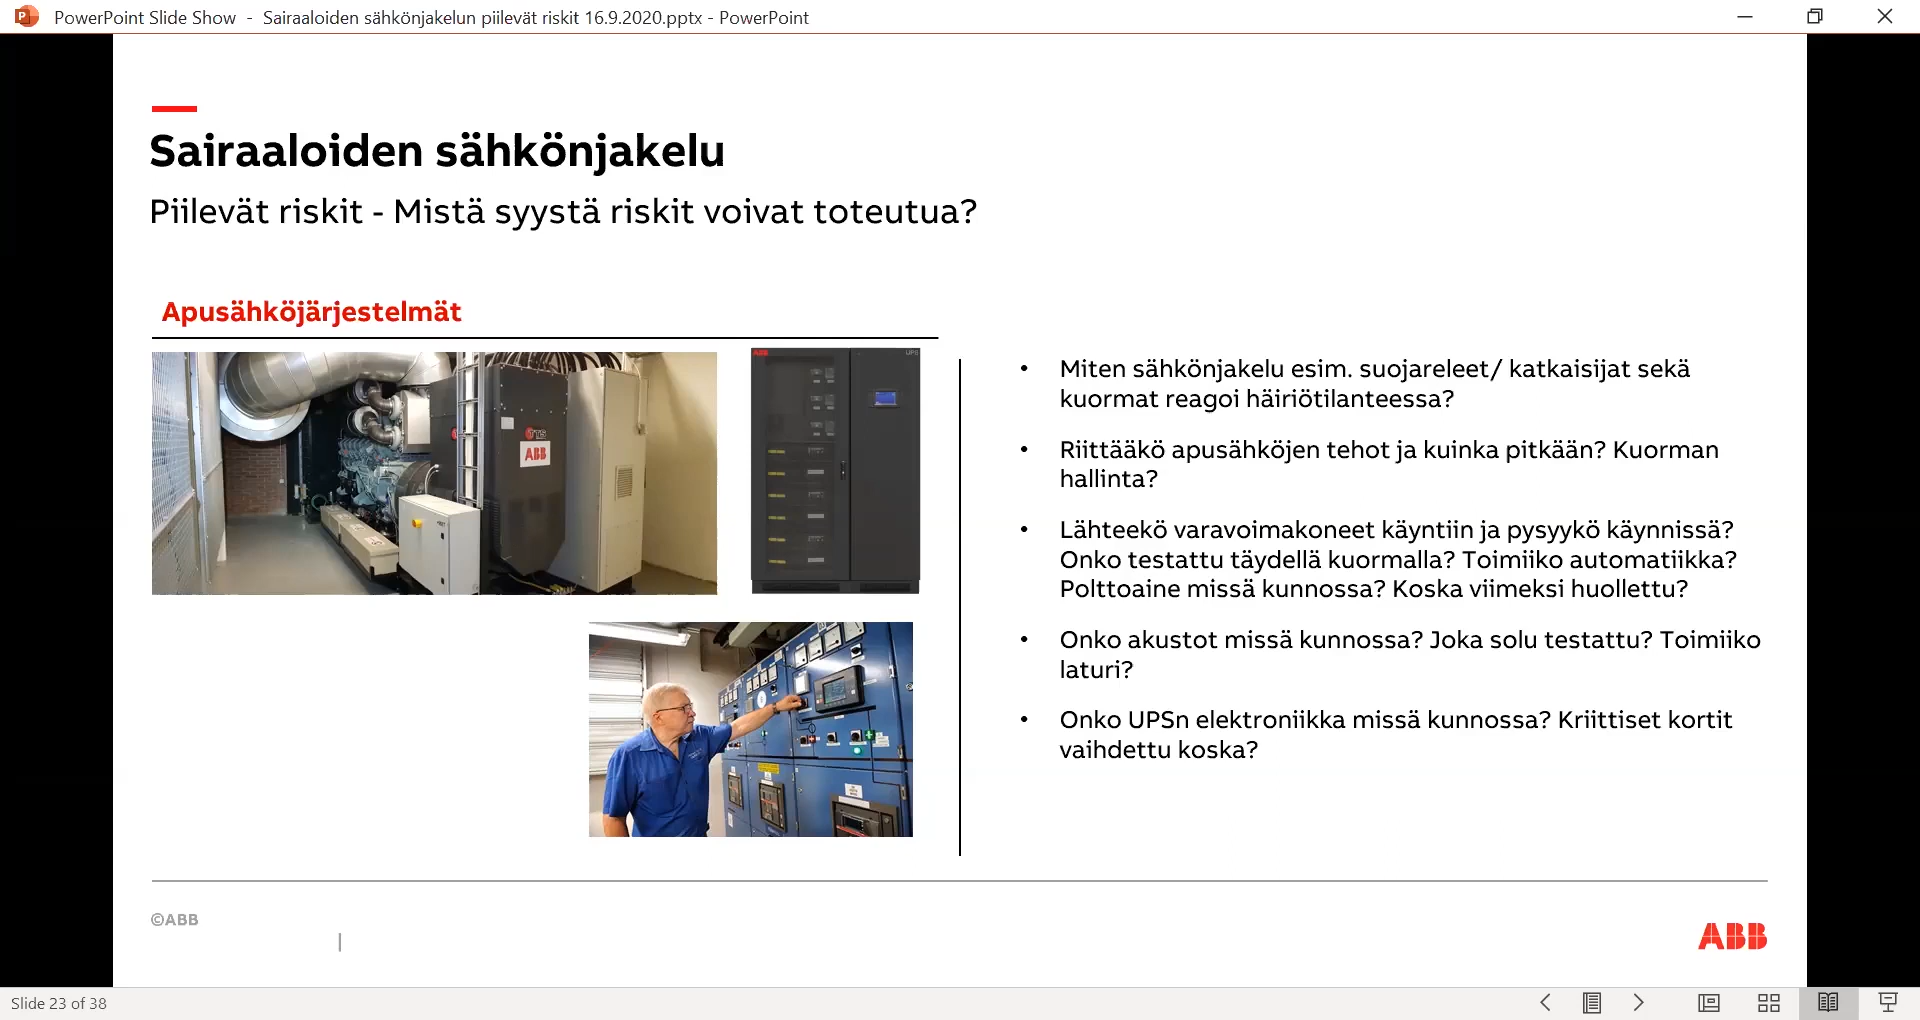 PowerPoint Slide Show - Sairaaloiden sähkönjakelun piilevät riskit 16.9.2020.pptx - PowerPoint
Sairaaloiden sähkönjakelu
Piilevät riskit - Mistä syystä riskit voivat toteutua?
Apusähköjärjestelmät
ABB
UPS
TTS
ABB
• Miten sähkönjakelu esim. suojareleet/ katkaisijat sekä
kuormat reagoi häiriötilanteessa?
• Riittääkö apusähköjen tehot ja kuinka pitkään? Kuorman
hallinta?
• Lähteekö varavoimakoneet käyntiin ja pysyykö käynnissä?
Onko testattu täydellä kuormalla? Toimiiko automatiikka?
Polttoaine missä kunnossa? Koska viimeksi huollettu?
• Onko akustot missä kunnossa? Joka solu testattu? Toimiiko
laturi?
• Onko UPSn elektroniikka missä kunnossa? Kriittiset kortit
vaihdettu koska?
©ABB
|
ABB
Slide 23 of 38